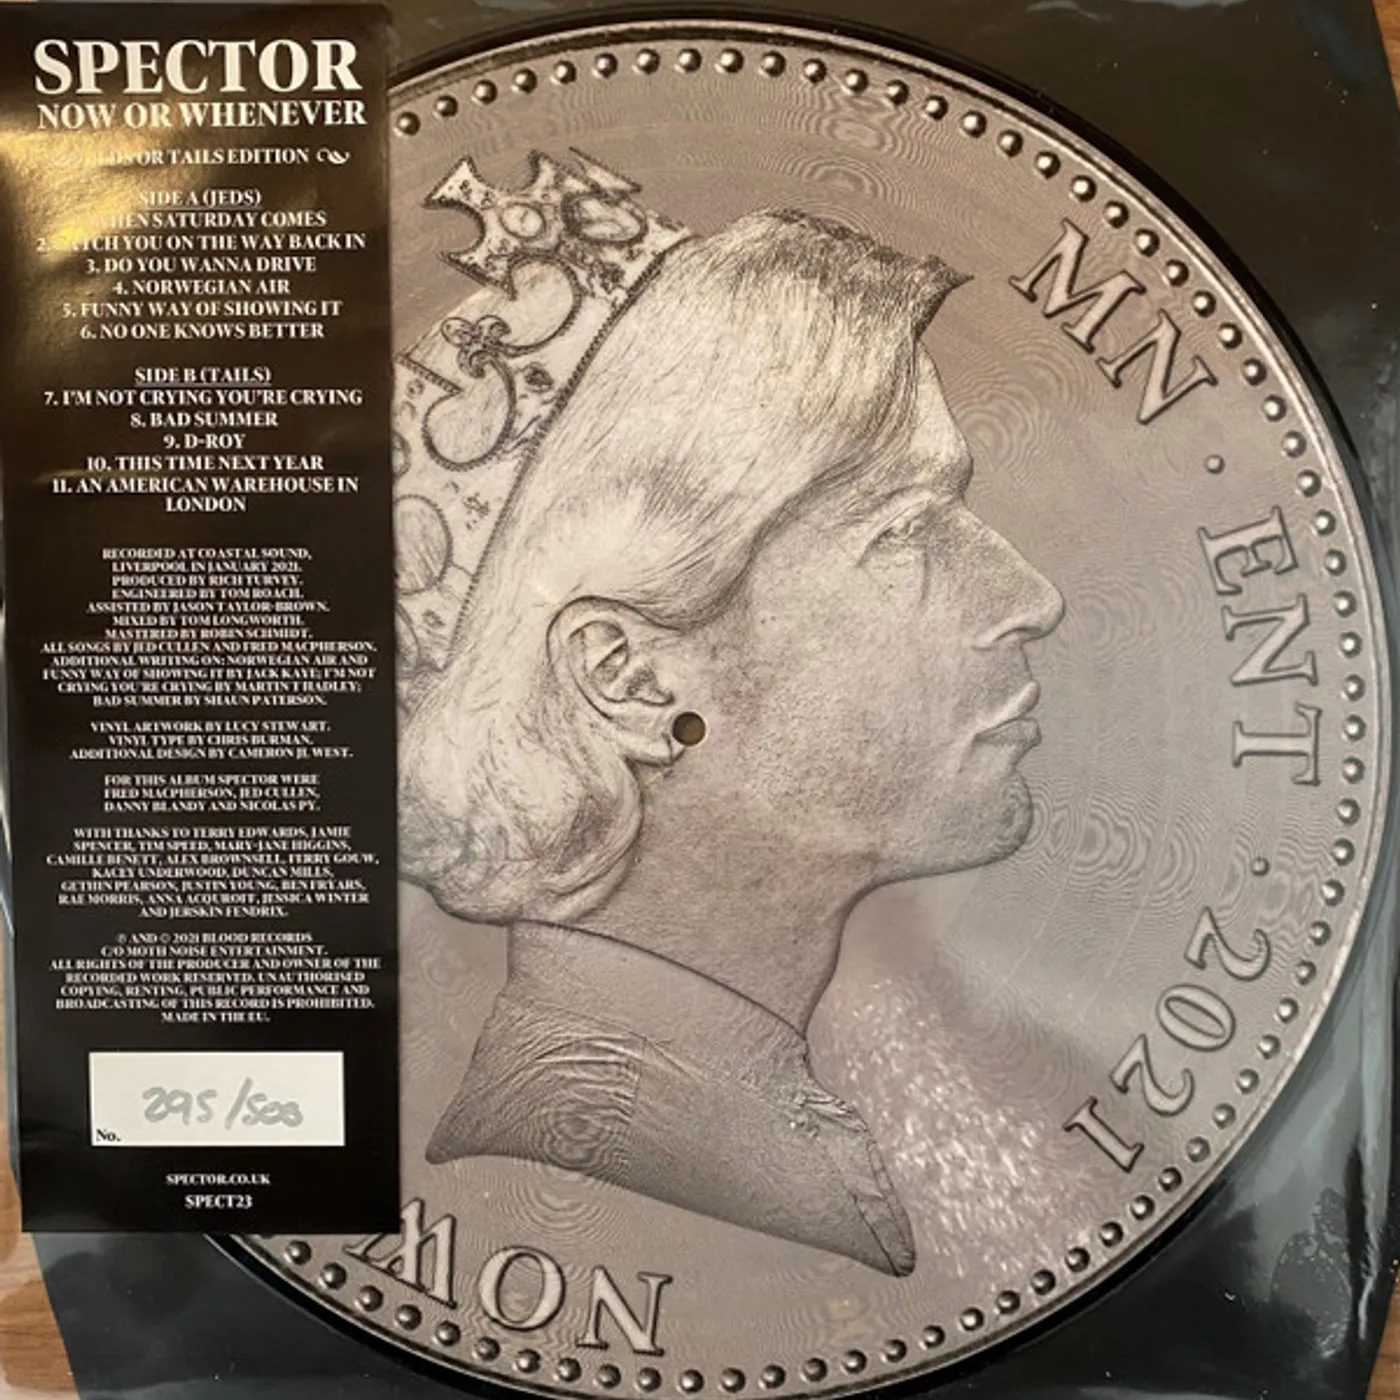 SPECTOR
NOW OR WHENEVER
OR TAILS EDITION
SIDE A (JEDS)
WHEN SATURDAY COMES
2. CATCH YOU ON THE WAY BACK IN
3. DO YOU WANNA DRIVE
4. NORWEGIAN AIR
5. FUNNY WAY OF SHOWING IT
6. NO ONE KNOWS BETTER
SIDE B (TAILS)
7. I'M NOT CRYING YOU'RE CRYING
8. BAD SUMMER
9. D-ROY
10. THIS TIME NEXT YEAR
11. AN AMERICAN WAREHOUSE IN
LONDON
RECORDED AT COASTAL SOUND,
LIVERPOOL IN JANUARY 2021.
PRODUCED BY RICH TURVEY.
ENGINEERED BY TOM ROACH.
ASSISTED BY JASON TAYLOR-BROWN.
MIXED BY TOM LONGWORTH.
MASTERED BY ROBIN SCHMIDT.
ALL SONGS BY JED CULLEN AND FRED MACPHERSON.
ADDITIONAL WRITING ON: NORWEGIAN AIR AND
FUNNY WAY OF SHOWING IT BY JACK KAYE; I'M NOT
CRYING YOU'RE CRYING BY MARTIN T HADLEY;
BAD SUMMER BY SHAUN PATERSON.
VINYL ARTWORK BY LUCY STEWART.
VINYL TYPE BY CHRIS BURMAN.
ADDITIONAL DESIGN BY CAMERON JL WEST.
FOR THIS ALBUM SPECTOR WERE
FRED MACPHERSON, JED CULLEN,
DANNY BLANDY AND NICOLAS PY.
WITH THANKS TO TERRY EDWARDS, JAMIE
SPENCER, TIM SPEED, MARY-JANE HIGGINS,
CAMILLE BENETT, ALEX BROWNSELL, FERRY GOUW,
KACEY UNDERWOOD, DUNCAN MILLS,
GETHIN PEARSON, JUSTIN YOUNG, BEN FRYARS,
RAE MORRIS, ANNA ACQUROFF, JESSICA WINTER
AND JERSKIN FENDRIX.
℗ AND © 2021 BLOOD RECORDS
C/O MOTH NOISE ENTERTAINMENT.
ALL RIGHTS OF THE PRODUCER AND OWNER OF THE
RECORDED WORK RESERVED. UNAUTHORISED
COPYING, RENTING, PUBLIC PERFORMANCE AND
BROADCASTING OF THIS RECORD IS PROHIBITED.
MADE IN THE EU.
No. 295/500
SPECTOR.CO.UK
SPECT23
MN · ENT · 2021
NOW